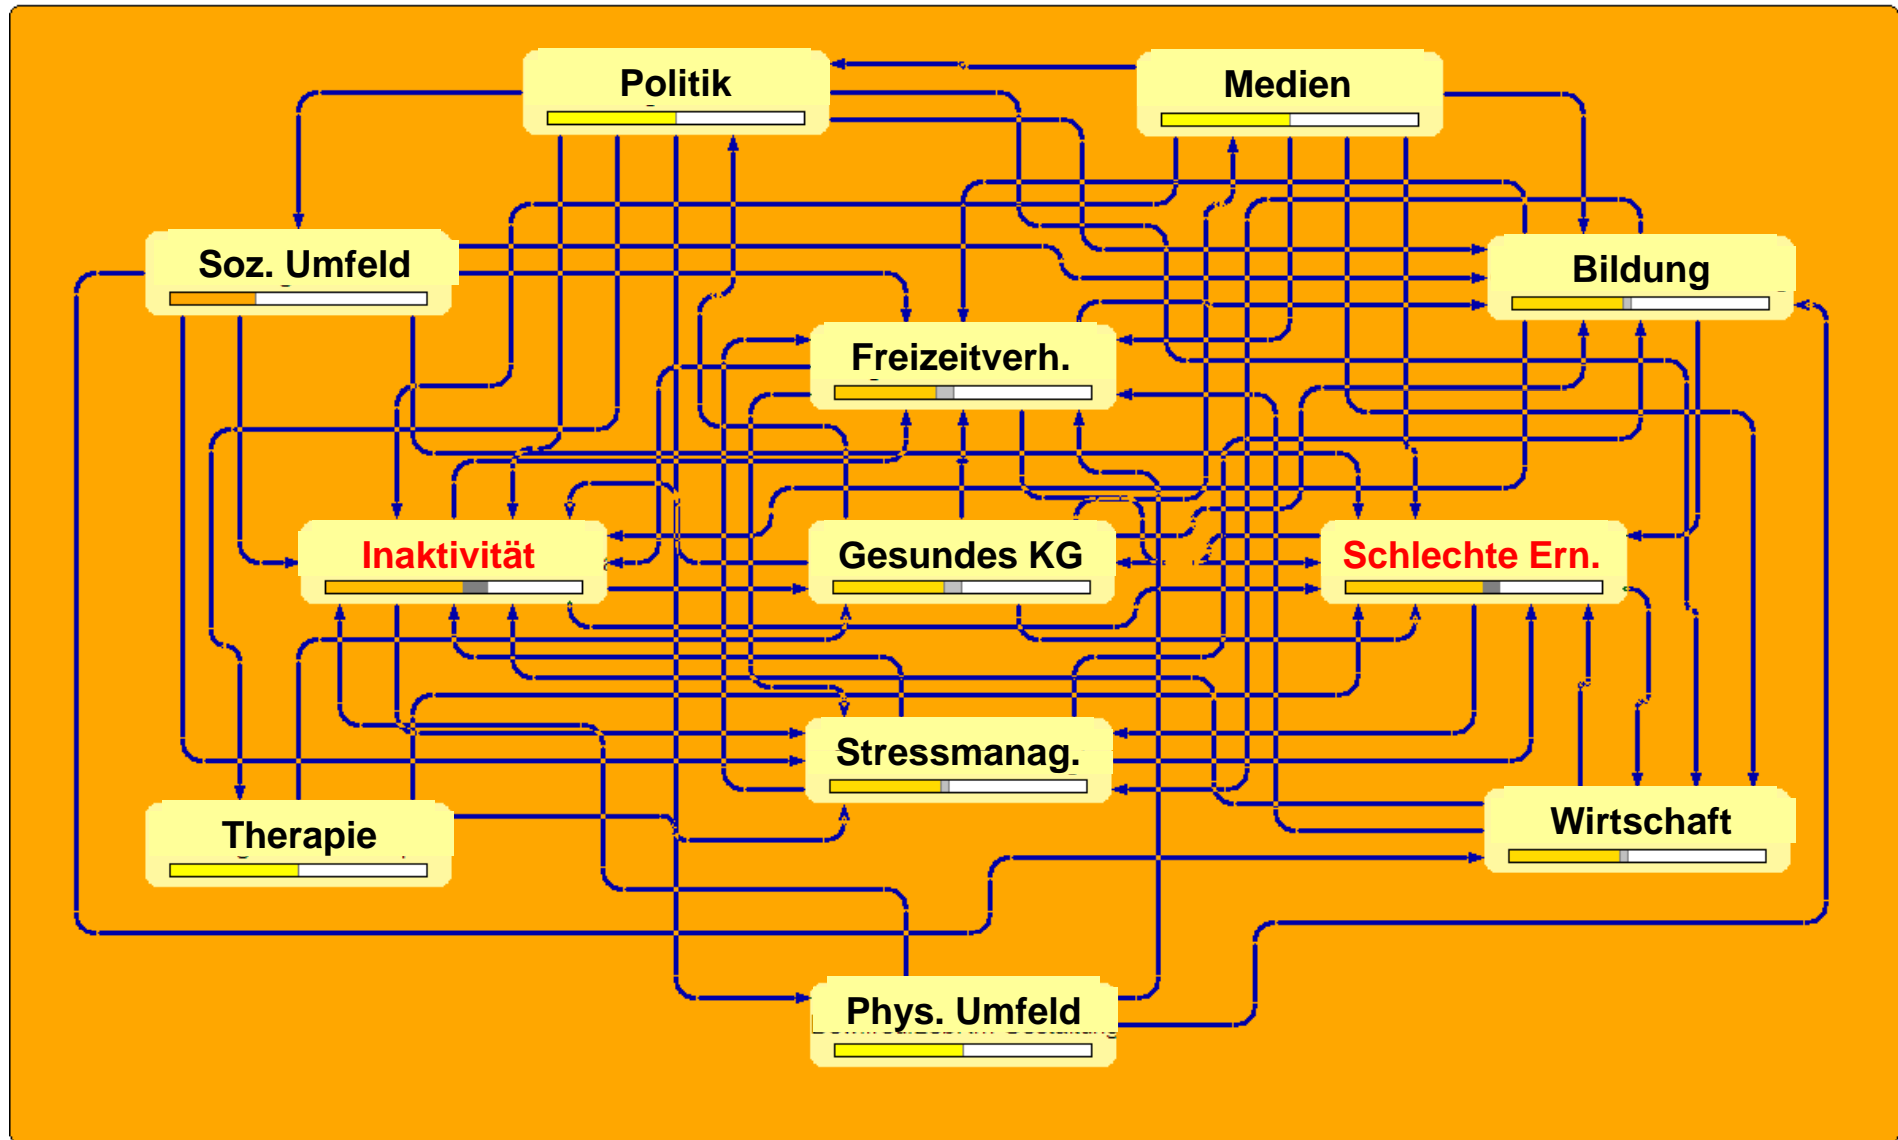 Politik
Medien
Soz. Umfeld
Bildung
Freizeitverh.
Inaktivität
Gesundes KG
Schlechte Ern.
Stressmanag.
Therapie
Wirtschaft
Phys. Umfeld